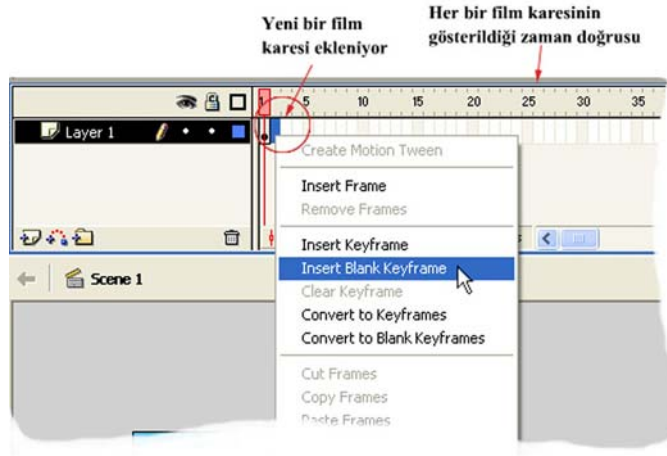 Yeni bir film
karesi ekleniyor
Her bir film karesinin
gösterildiği zaman doğrusu
1 5 10 15 20 25 30 35
Layer 1
Create Motion Tween
Insert Frame
Remove Frames
Insert Keyframe
Insert Blank Keyframe
Clear Keyframe
Convert to Keyframes
Convert to Blank Keyframes
Cut Frames
Copy Frames
Paste Frames
Scene 1